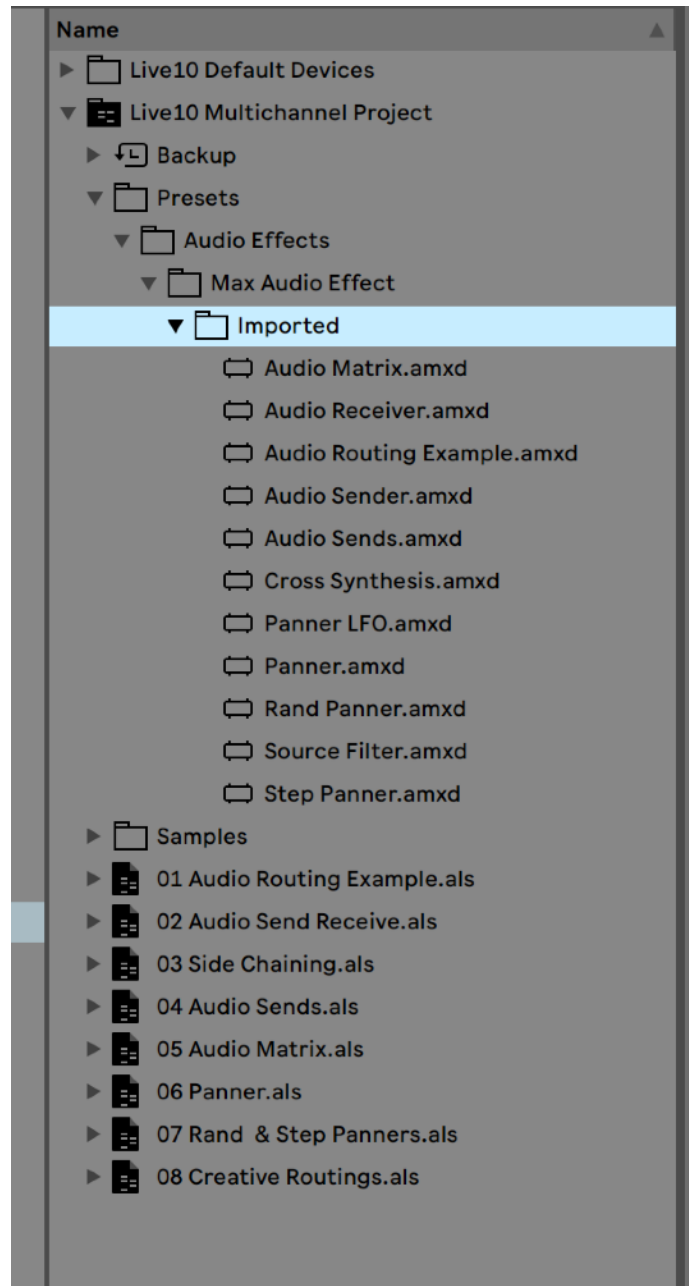 Name
Live10 Default Devices
Live10 Multichannel Project
Backup
Presets
Audio Effects
Max Audio Effect
Imported
Audio Matrix.amxd
Audio Receiver.amxd
Audio Routing Example.amxd
Audio Sender.amxd
Audio Sends.amxd
Cross Synthesis.amxd
Panner LFO.amxd
Panner.amxd
Rand Panner.amxd
Source Filter.amxd
Step Panner.amxd
Samples
01 Audio Routing Example.als
02 Audio Send Receive.als
03 Side Chaining.als
04 Audio Sends.als
05 Audio Matrix.als
06 Panner.als
07 Rand  & Step Panners.als
08 Creative Routings.als